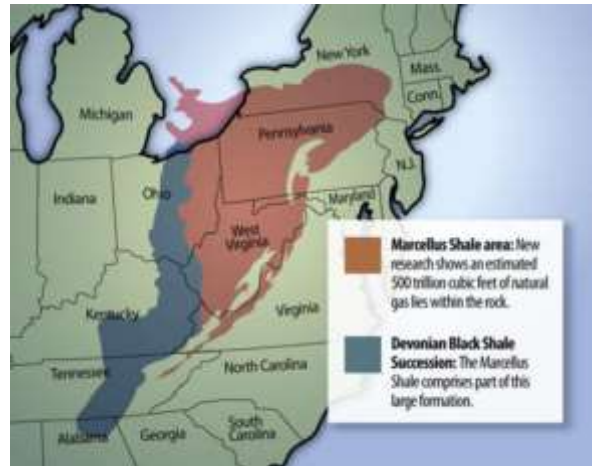 New York
Mass.
Michigan
Conn.
Pennsylvania
N.J.
Ohio
Indiana
Maryland
West
Virginia
Marcellus Shale area: New
research shows an estimated
500 trillion cubic feet of natural
gas lies within the rock.
Kentucky
Virginia
Devonian Black Shale
Succession: The Marcellus
Shale comprises part of this
large formation.
North Carolina
Tennessee
South
Carolina
Alabama
Georgia